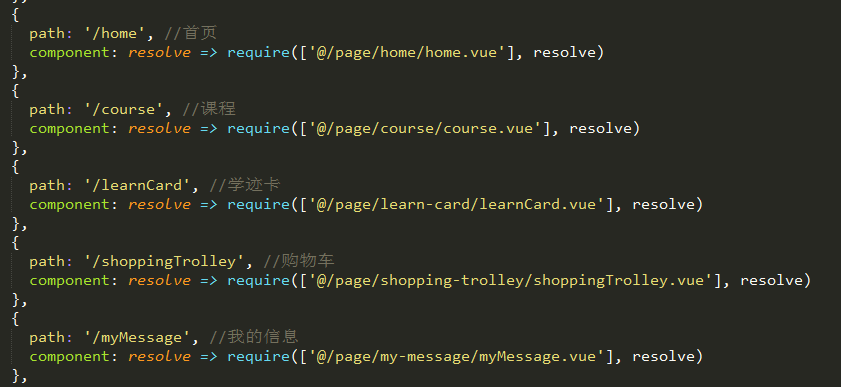 },
{
path: '/home', //首页
component: resolve => require(['@/page/home/home.vue'], resolve)
},
{
path: '/course', //课程
component: resolve => require(['@/page/course/course.vue'], resolve)
},
{
path: '/learnCard', //学迹卡
component: resolve => require(['@/page/learn-card/learnCard.vue'], resolve)
},
{
path: '/shoppingTrolley', //购物车
component: resolve => require(['@/page/shopping-trolley/shoppingTrolley.vue'], resolve)
},
{
path: '/myMessage', //我的信息
component: resolve => require(['@/page/my-message/myMessage.vue'], resolve)
},